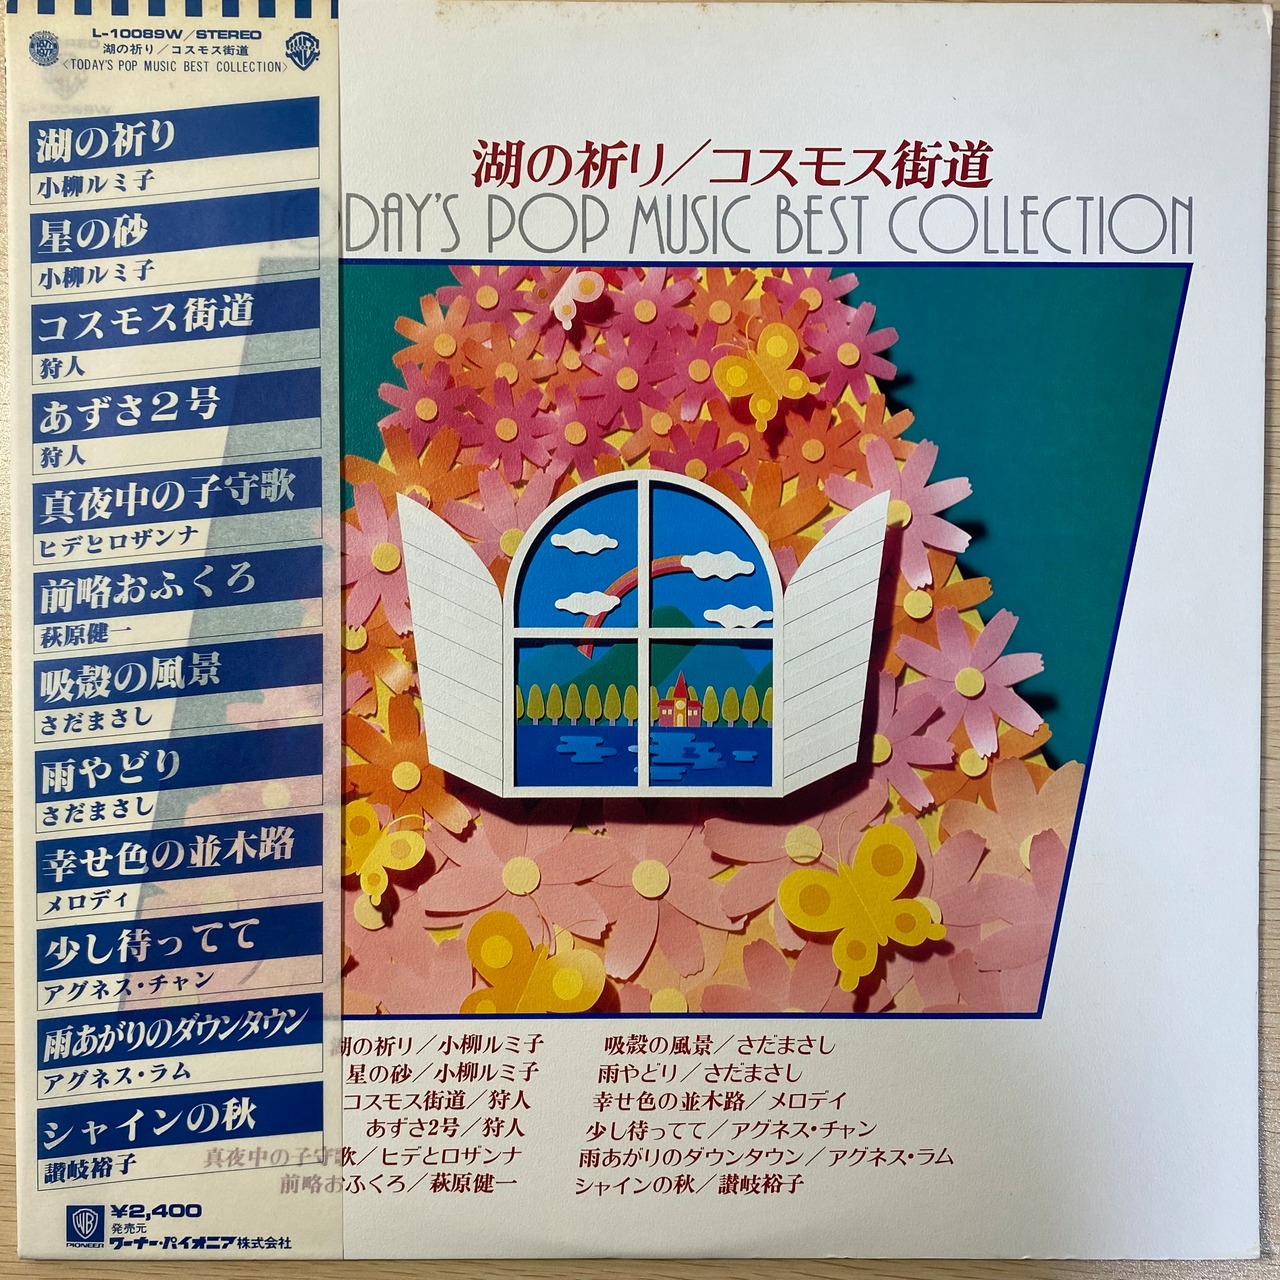 L-10089W/STEREO
湖の祈り/コスモス街道
〈TODAY'S POP MUSIC BEST COLLECTION〉
湖の祈り
小柳ルミ子
星の砂
小柳ルミ子
コスモス街道
狩人
あずさ2号
狩人
真夜中の子守歌
ヒデとロザンナ
前略おふくろ
萩原健一
吸殻の風景
さだまさし
雨やどり
さだまさし
幸せ色の並木路
メロディ
少し待ってて
アグネス・チャン
雨あがりのダウンタウン
アグネス・ラム
シャインの秋
讃岐裕子
¥2,400
発売元
PIONEER
ワーナー・パイオニア株式会社
湖の祈り/コスモス街道
TODAY'S POP MUSIC BEST COLLECTION
湖の祈り/小柳ルミ子
星の砂/小柳ルミ子
コスモス街道/狩人
あずさ2号/狩人
真夜中の子守歌/ヒデとロザンナ
前略おふくろ/萩原健一
吸殻の風景/さだまさし
雨やどり/さだまさし
幸せ色の並木路/メロディ
少し待ってて/アグネス・チャン
雨あがりのダウンタウン/アグネス・ラム
シャインの秋/讃岐裕子